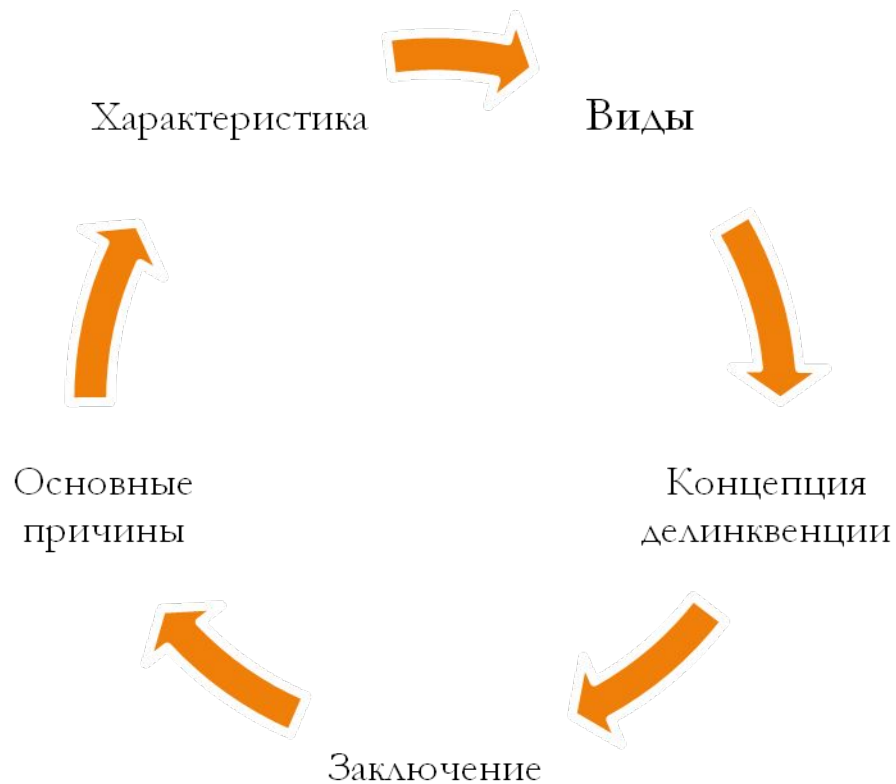 Характеристика
Виды
Основные
причины
Концепция
делинквенции
Заключение